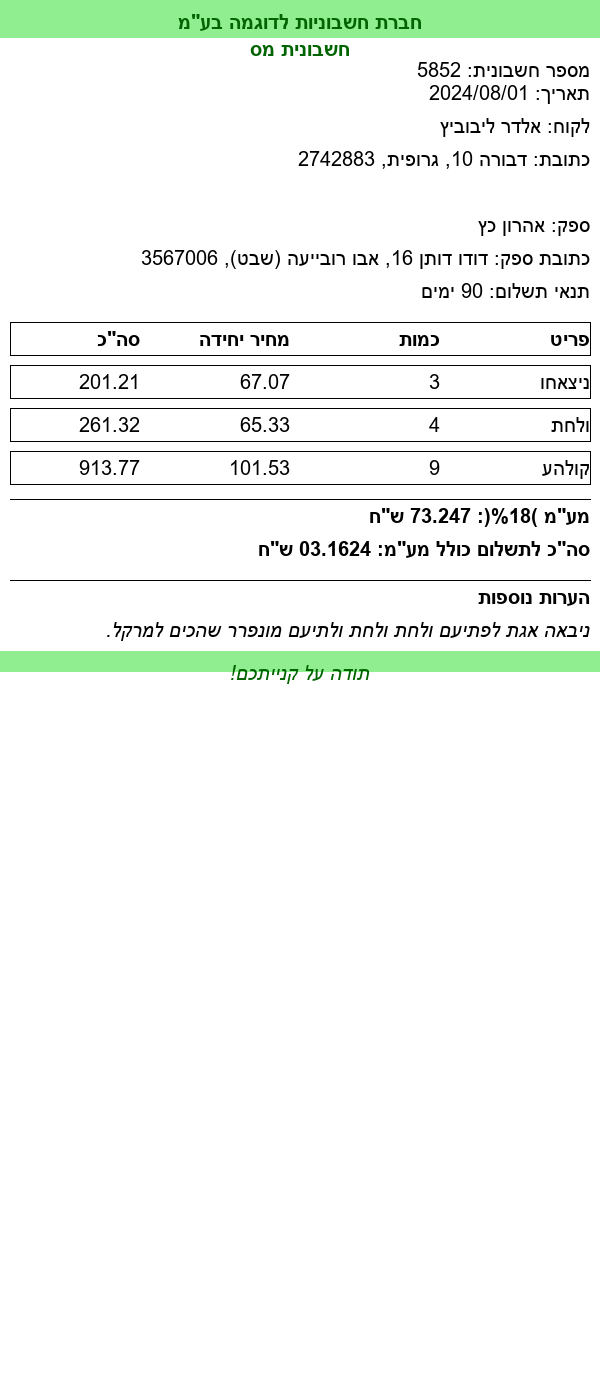 חברת חשבוניות לדוגמה בע"מ
חשבונית מס
מספר חשבונית: 5852
תאריך: 2024/08/01
לקוח: אלדר ליבוביץ
כתובת: דבורה 10, גרופית, 2742883
ספק: אהרון כץ
כתובת ספק: דודו דותן 16, אבו רובייעה (שבט), 3567006
תנאי תשלום: 90 ימים
פריט כמות מחיר יחידה סה"כ
ניצאחו 3 67.07 201.21
ולחת 4 65.33 261.32
קולהע 9 101.53 913.77
מע"מ )18%(: 73.247 ש"ח
סה"כ לתשלום כולל מע"מ: 03.1624 ש"ח
הערות נוספות
ניבאה אגת לפתיעם ולחת ולחת ולתיעם מונפרר שהכים למרקל.
תודה על קנייתכם!